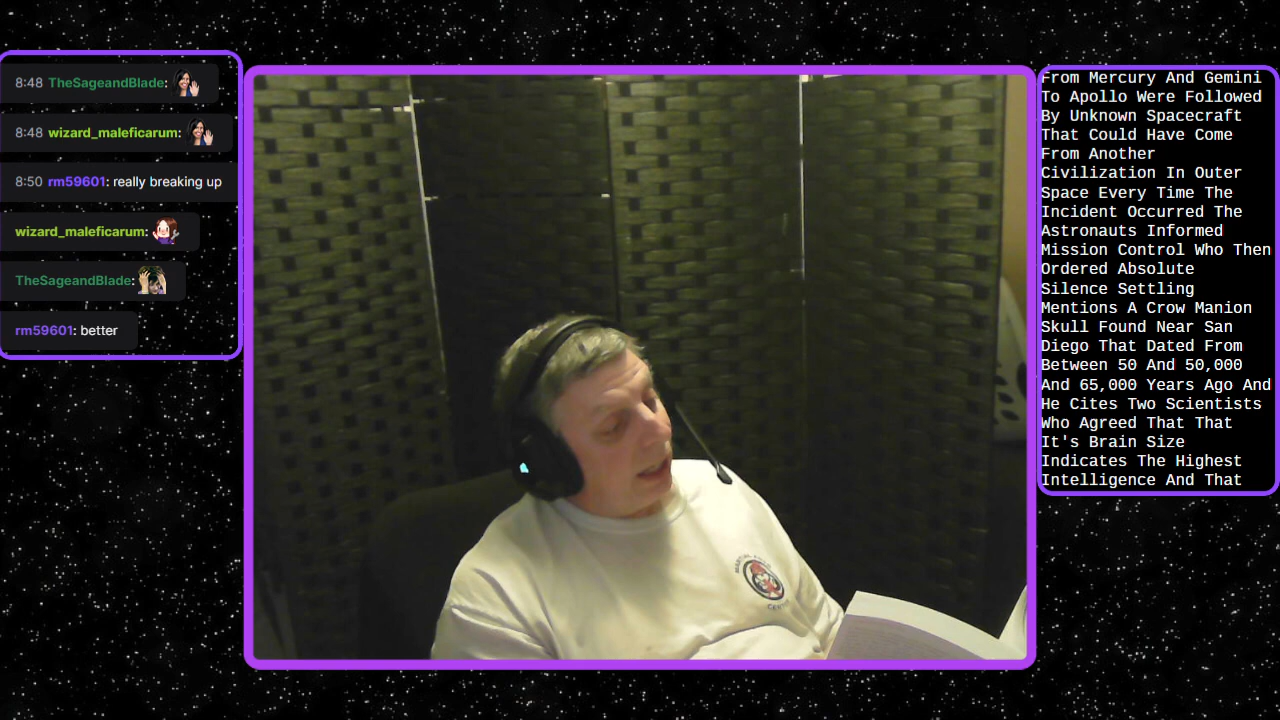 8:48 TheSageandBlade:
8:48 wizard_maleficarum:
8:50 rm59601: really breaking up
wizard_maleficarum:
TheSageandBlade:
rm59601: better
From Mercury And Gemini
To Apollo Were Followed
By Unknown Spacecraft
That Could Have Come
From Another
Civilization In Outer
Space Every Time The
Incident Occurred The
Astronauts Informed
Mission Control Who Then
Ordered Absolute
Silence Settling
Mentions A Crow Manion
Skull Found Near San
Diego That Dated From
Between 50 And 50,000
And 65,000 Years Ago And
He Cites Two Scientists
Who Agreed That That
It's Brain Size
Indicates The Highest
Intelligence And That